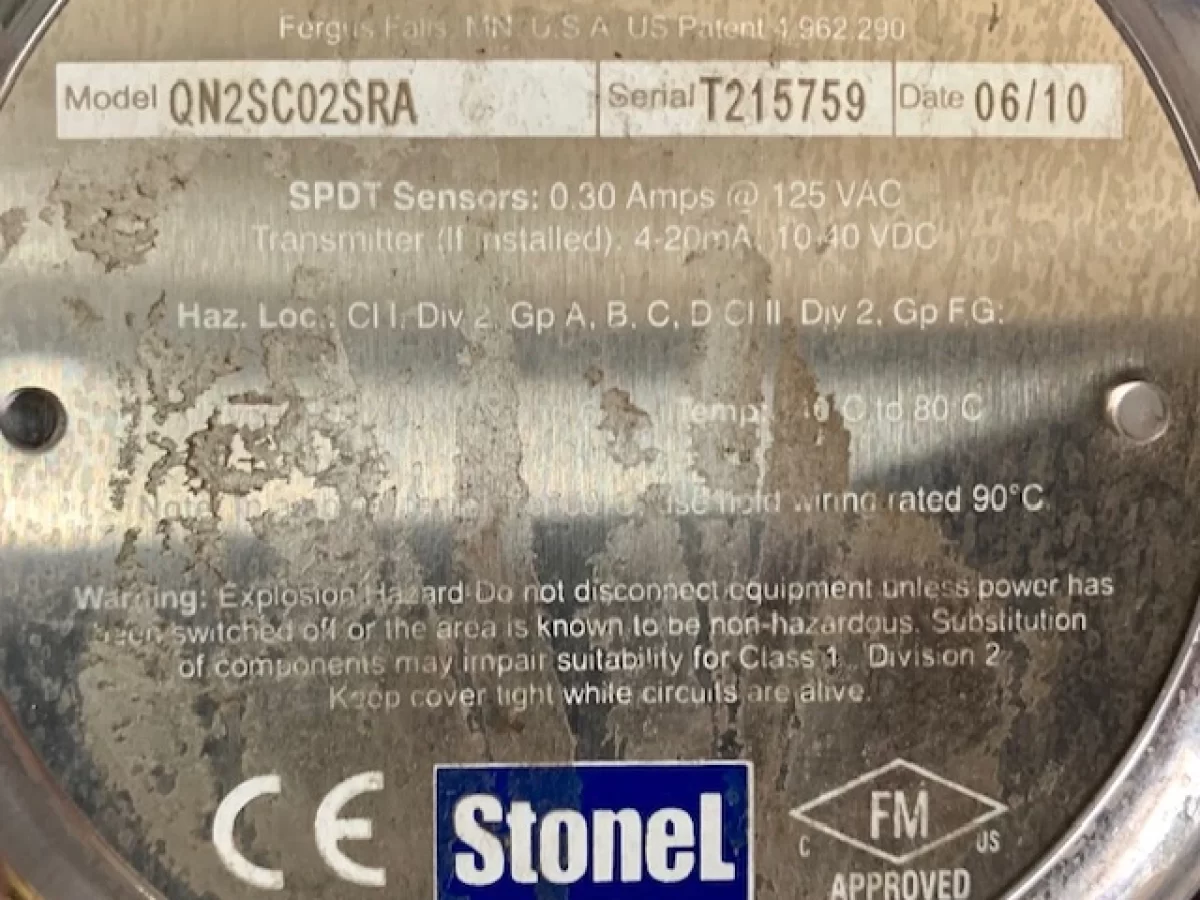 Fergus Falls, MN, U.S.A. US Patent 4,962,290
Model QN2SC02SRA Serial T215759 Date 06/10
SPDT Sensors: 0.30 Amps @ 125 VAC
Transmitter (If installed): 4-20mA, 10-40 VDC
Haz. Loc.: Cl I, Div 2, Gp A, B, C, D Cl II, Div 2, Gp F,G:
C to 80 C
wiring rated 90°C
Warning: Explosion Hazard Do not disconnect equipment unless power has
been switched off or the area is known to be non-hazardous. Substitution
of components may impair suitability for Class 1, Division 2
Keep cover tight while circuits are alive.
CE
StoneL
FM
C US
APPROVED